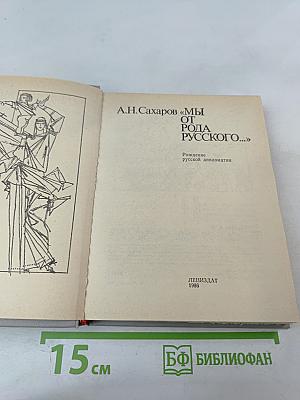 А.Н.Сахаров «МЫ
ОТ
РОДА
РУССКОГО...»
Рождение
русской дипломатии
ЛЕНИЗДАТ
1986
15 см
БФ БИБЛИОФАН